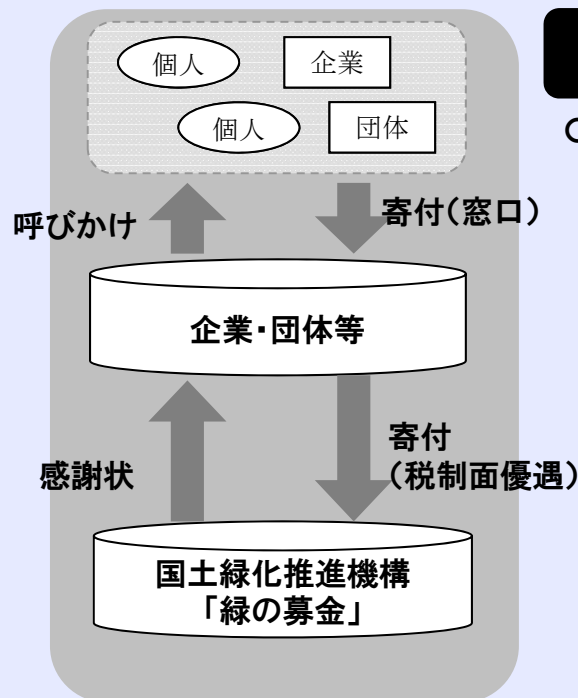 個人
企業
個人
団体
呼びかけ
寄付(窓口)
企業・団体等
感謝状
寄付
(税制面優遇)
国土緑化推進機構
「緑の募金」